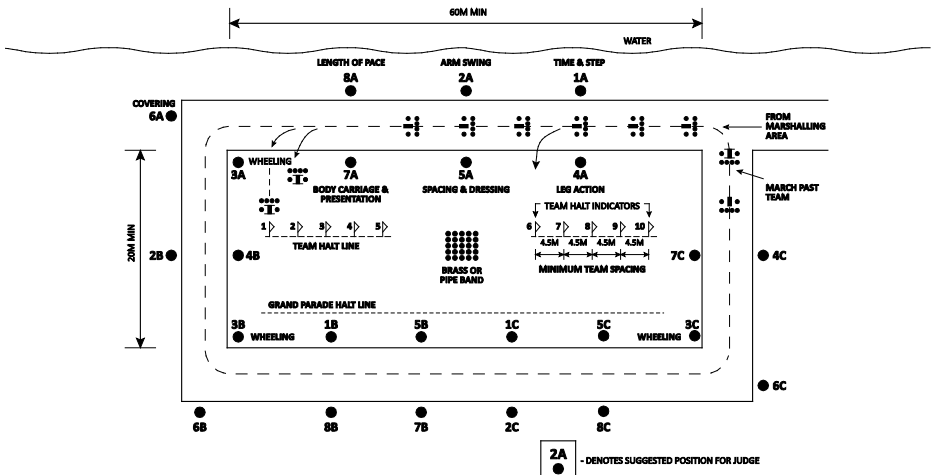 60M MIN
WATER
LENGTH OF PACE
8A
ARM SWING
2A
TIME & STEP
1A
COVERING
6A
FROM
MARSHALLING
AREA
WHEELING
3A
7A
5A
4A
BODY CARRIAGE &
PRESENTATION
SPACING & DRESSING
LEG ACTION
MARCH PAST
TEAM
TEAM HALT INDICATORS
1 2 3 4 5
6 7 8 9 10
TEAM HALT LINE
4.5M 4.5M 4.5M 4.5M
MINIMUM TEAM SPACING
20M MIN
2B
4B
BRASS OR
PIPE BAND
7C
4C
GRAND PARADE HALT LINE
3B
WHEELING
1B
5B
1C
5C
WHEELING
3C
6C
6B
8B
7B
2C
8C
2A
- DENOTES SUGGESTED POSITION FOR JUDGE